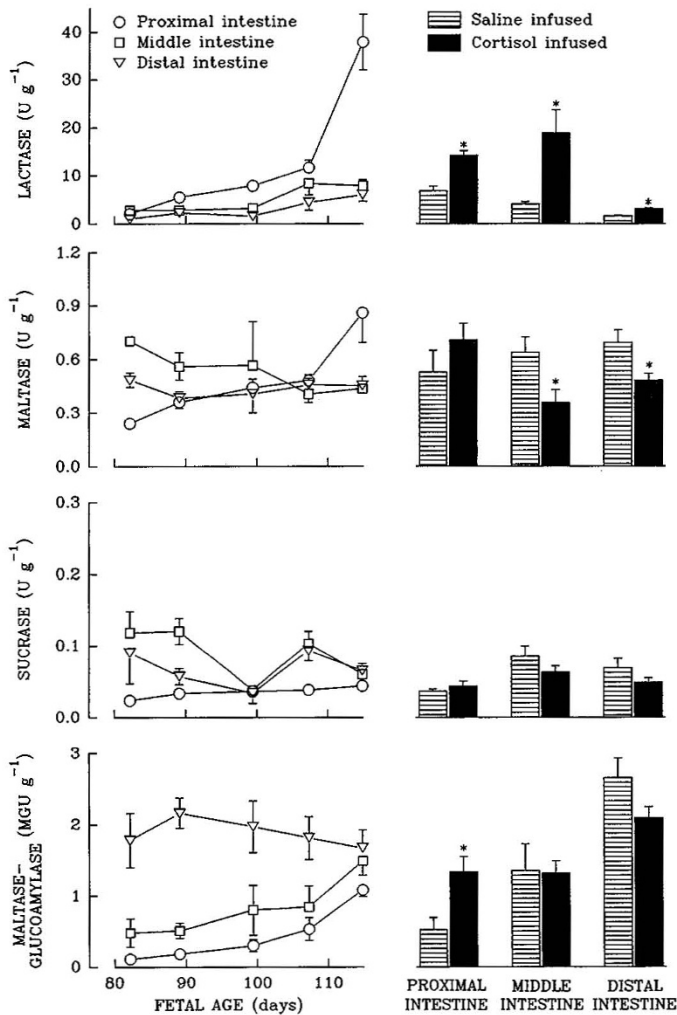 Proximal intestine
Middle intestine
Distal intestine
Saline infused
Cortisol infused
LACTASE (U g⁻¹)
40
30
20
10
0
*
*
*
MALTASE (U g⁻¹)
1.2
0.9
0.6
0.3
0.0
*
*
SUCRASE (U g⁻¹)
0.3
0.2
0.1
0.0
MALTASE-
GLUCOAMYLASE (MGU g⁻¹)
3
2
1
0
*
80 90 100 110
FETAL AGE (days)
PROXIMAL
INTESTINE
MIDDLE
INTESTINE
DISTAL
INTESTINE